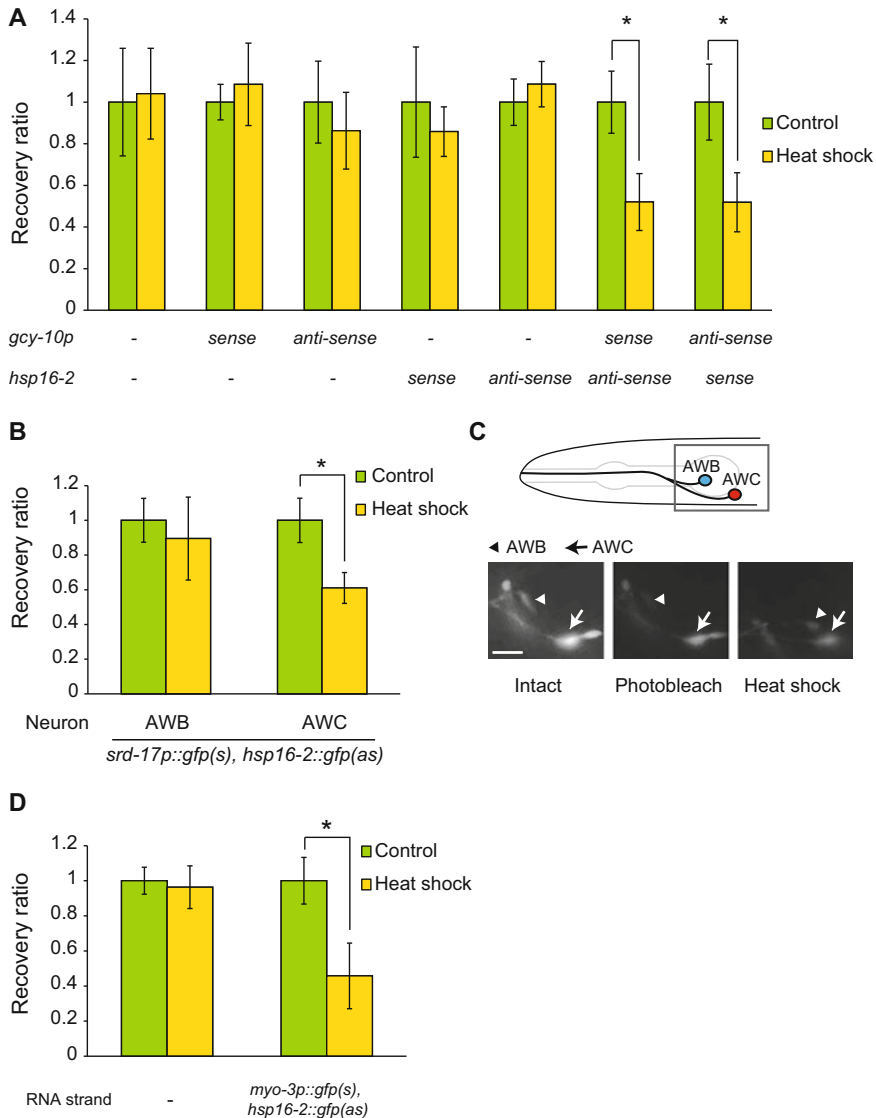 A
1.4
1.2
1
0.8
0.6
0.4
0.2
0
Recovery ratio
* *
Control
Heat shock
gcy-10p - sense anti-sense - - sense anti-sense
hsp16-2 - - - sense anti-sense anti-sense sense
B
1.2
1
0.8
0.6
0.4
0.2
0
Recovery ratio
*
Control
Heat shock
Neuron AWB AWC
srd-17p::gfp(s), hsp16-2::gfp(as)
C
AWB
AWC
AWB AWC
Intact Photobleach Heat shock
D
1.2
1
0.8
0.6
0.4
0.2
0
Recovery ratio
*
Control
Heat shock
RNA strand - myo-3p::gfp(s),
hsp16-2::gfp(as)